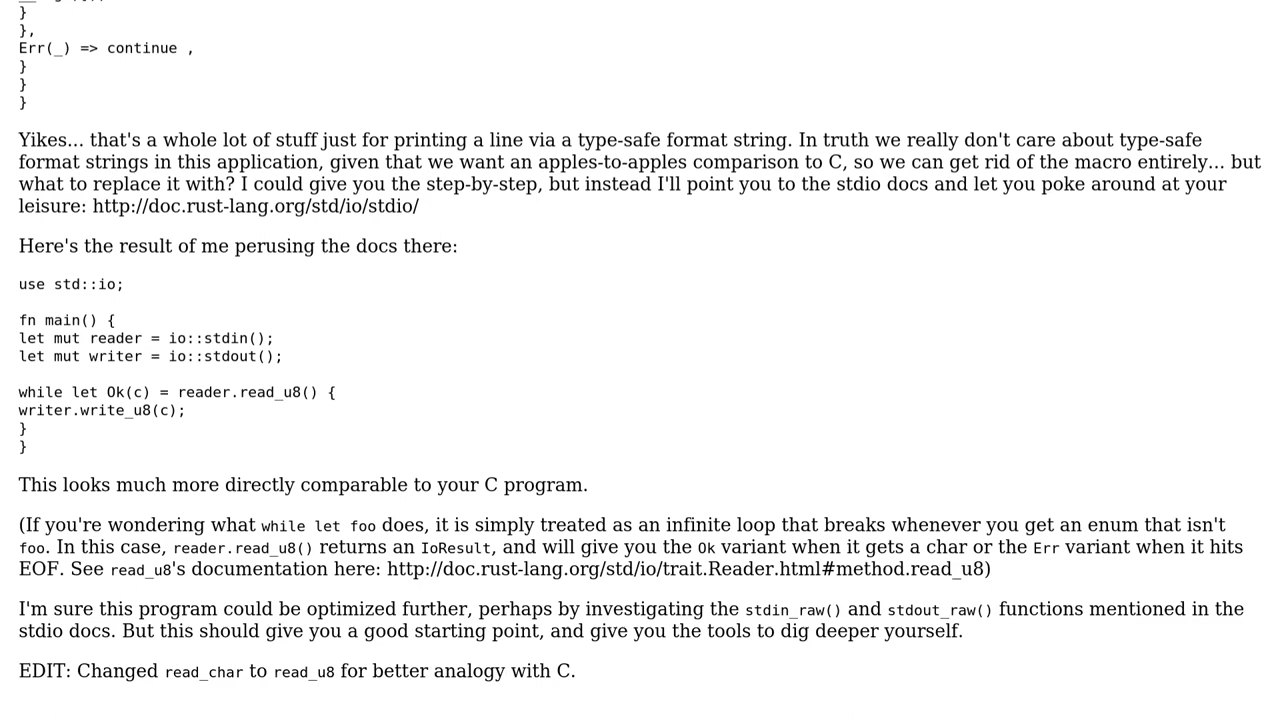 }
},
Err(_) => continue ,
}
}
}
Yikes... that's a whole lot of stuff just for printing a line via a type-safe format string. In truth we really don't care about type-safe
format strings in this application, given that we want an apples-to-apples comparison to C, so we can get rid of the macro entirely... but
what to replace it with? I could give you the step-by-step, but instead I'll point you to the stdio docs and let you poke around at your
leisure: http://doc.rust-lang.org/std/io/stdio/
Here's the result of me perusing the docs there:
use std::io;
fn main() {
let mut reader = io::stdin();
let mut writer = io::stdout();
while let Ok(c) = reader.read_u8() {
writer.write_u8(c);
}
}
This looks much more directly comparable to your C program.
(If you're wondering what while let foo does, it is simply treated as an infinite loop that breaks whenever you get an enum that isn't
foo. In this case, reader.read_u8() returns an IoResult, and will give you the Ok variant when it gets a char or the Err variant when it hits
EOF. See read_u8's documentation here: http://doc.rust-lang.org/std/io/trait.Reader.html#method.read_u8)
I'm sure this program could be optimized further, perhaps by investigating the stdin_raw() and stdout_raw() functions mentioned in the
stdio docs. But this should give you a good starting point, and give you the tools to dig deeper yourself.
EDIT: Changed read_char to read_u8 for better analogy with C.